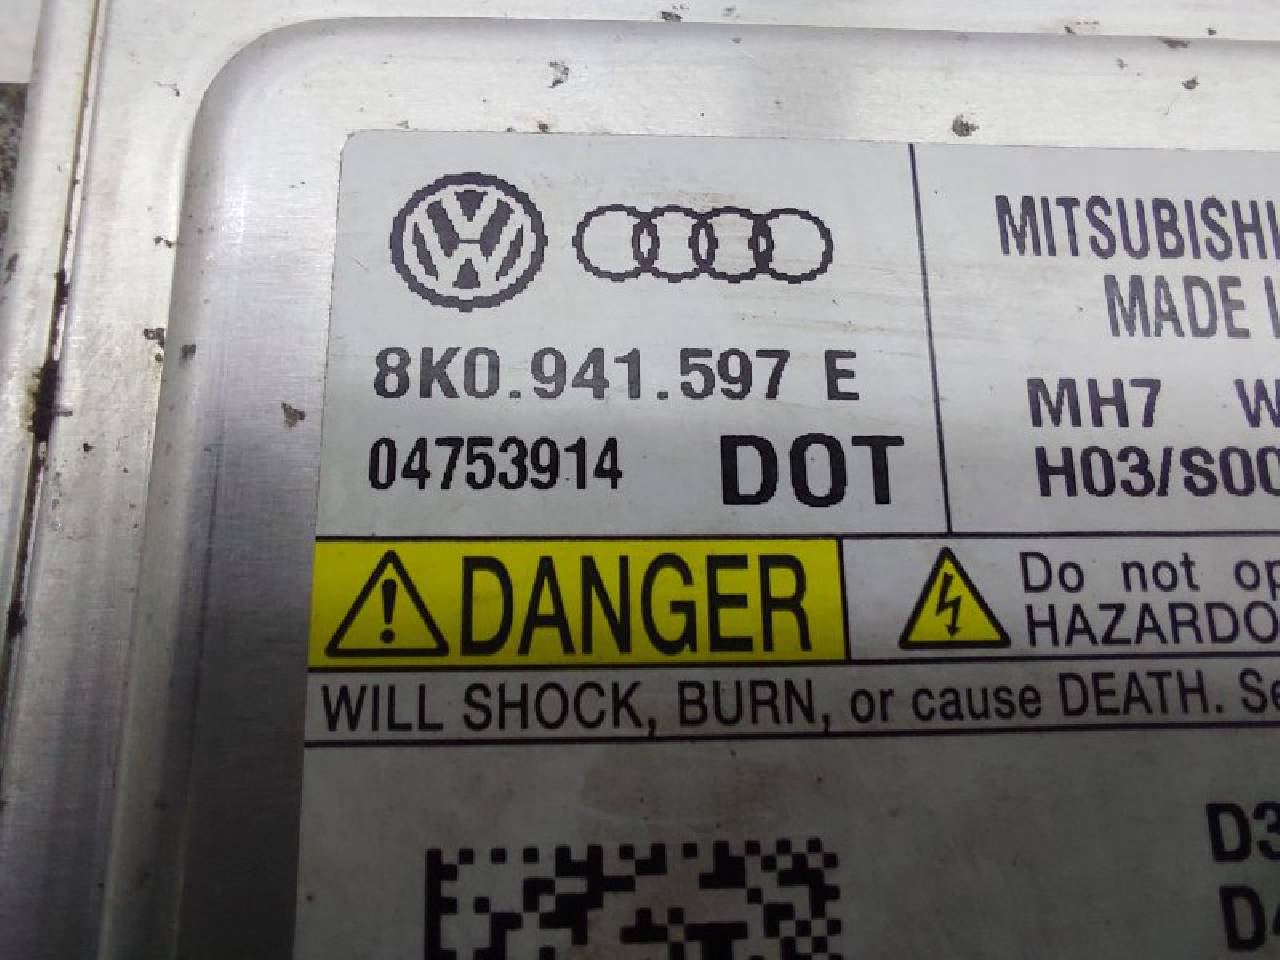 MITSUBISHI
MADE
8K0.941.597 E
MH7
04753914 DOT
H03/S00
DANGER
Do not
WILL SHOCK, BURN, or cause DEATH.
D3
D4